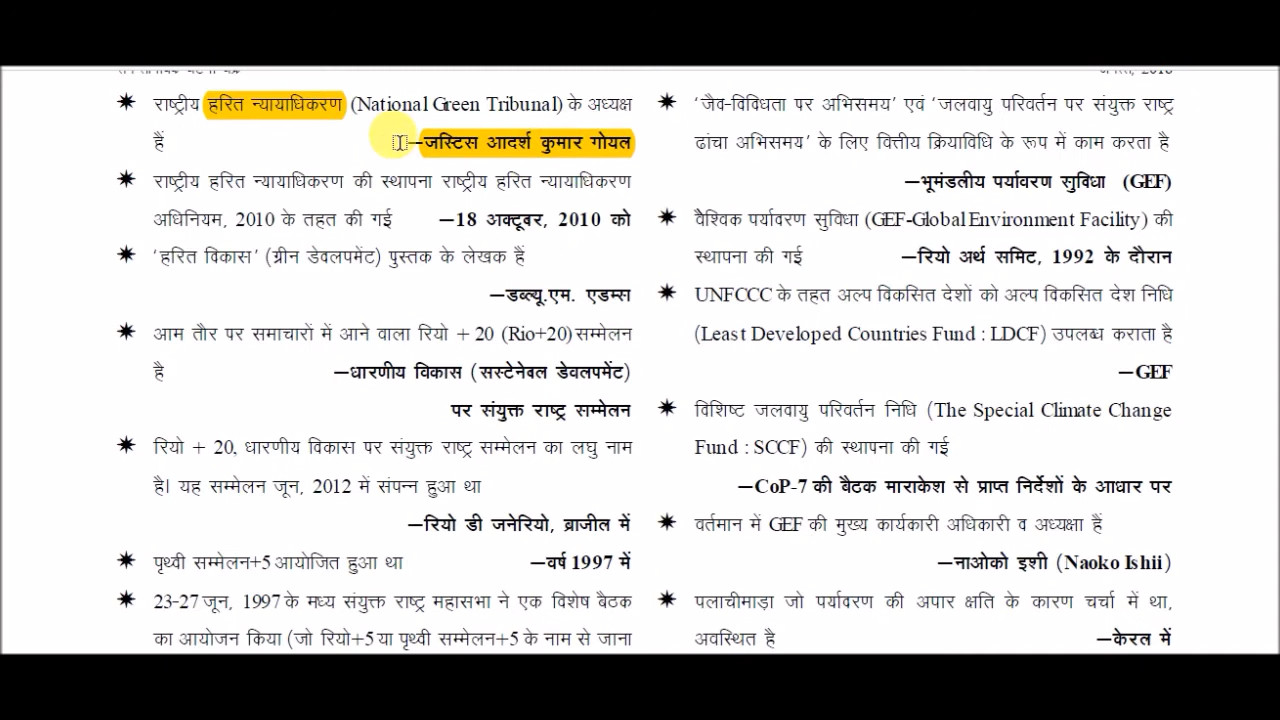 राष्ट्रीय हरित न्यायाधिकरण (National Green Tribunal) के अध्यक्ष
हैं —जस्टिस आदर्श कुमार गोयल
राष्ट्रीय हरित न्यायाधिकरण की स्थापना राष्ट्रीय हरित न्यायाधिकरण
अधिनियम, 2010 के तहत की गई —18 अक्टूबर, 2010 को
'हरित विकास' (ग्रीन डेवलपमेंट) पुस्तक के लेखक हैं
—डब्ल्यू.एम. एडम्स
आम तौर पर समाचारों में आने वाला रियो + 20 (Rio+20) सम्मेलन
है —धारणीय विकास (सस्टेनेबल डेवलपमेंट)
पर संयुक्त राष्ट्र सम्मेलन
रियो + 20, धारणीय विकास पर संयुक्त राष्ट्र सम्मेलन का लघु नाम
है। यह सम्मेलन जून, 2012 में संपन्न हुआ था
—रियो डी जनेरियो, ब्राजील में
पृथ्वी सम्मेलन+5 आयोजित हुआ था —वर्ष 1997 में
23-27 जून, 1997 के मध्य संयुक्त राष्ट्र महासभा ने एक विशेष बैठक
का आयोजन किया (जो रियो+5 या पृथ्वी सम्मेलन+5 के नाम से जाना
'जैव-विविधता पर अभिसमय' एवं 'जलवायु परिवर्तन पर संयुक्त राष्ट्र
ढांचा अभिसमय' के लिए वित्तीय क्रियाविधि के रूप में काम करता है
—भूमंडलीय पर्यावरण सुविधा (GEF)
वैश्विक पर्यावरण सुविधा (GEF-Global Environment Facility) की
स्थापना की गई —रियो अर्थ समिट, 1992 के दौरान
UNFCCC के तहत अल्प विकसित देशों को अल्प विकसित देश निधि
(Least Developed Countries Fund : LDCF) उपलब्ध कराता है
—GEF
विशिष्ट जलवायु परिवर्तन निधि (The Special Climate Change
Fund : SCCF) की स्थापना की गई
—CoP-7 की बैठक माराकेश से प्राप्त निर्देशों के आधार पर
वर्तमान में GEF की मुख्य कार्यकारी अधिकारी व अध्यक्षा हैं
—नाओको इशी (Naoko Ishii)
पलाचीमाड़ा जो पर्यावरण की अपार क्षति के कारण चर्चा में था,
अवस्थित है —केरल में